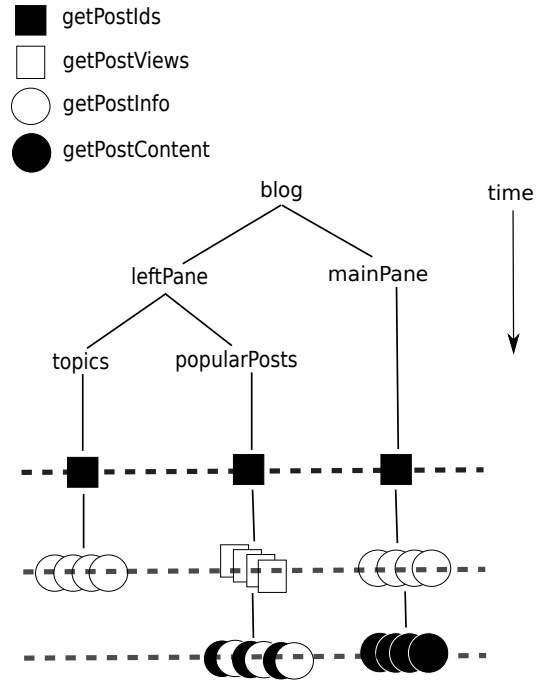 getPostIds
getPostViews
getPostInfo
getPostContent
blog
time
leftPane
mainPane
topics
popularPosts